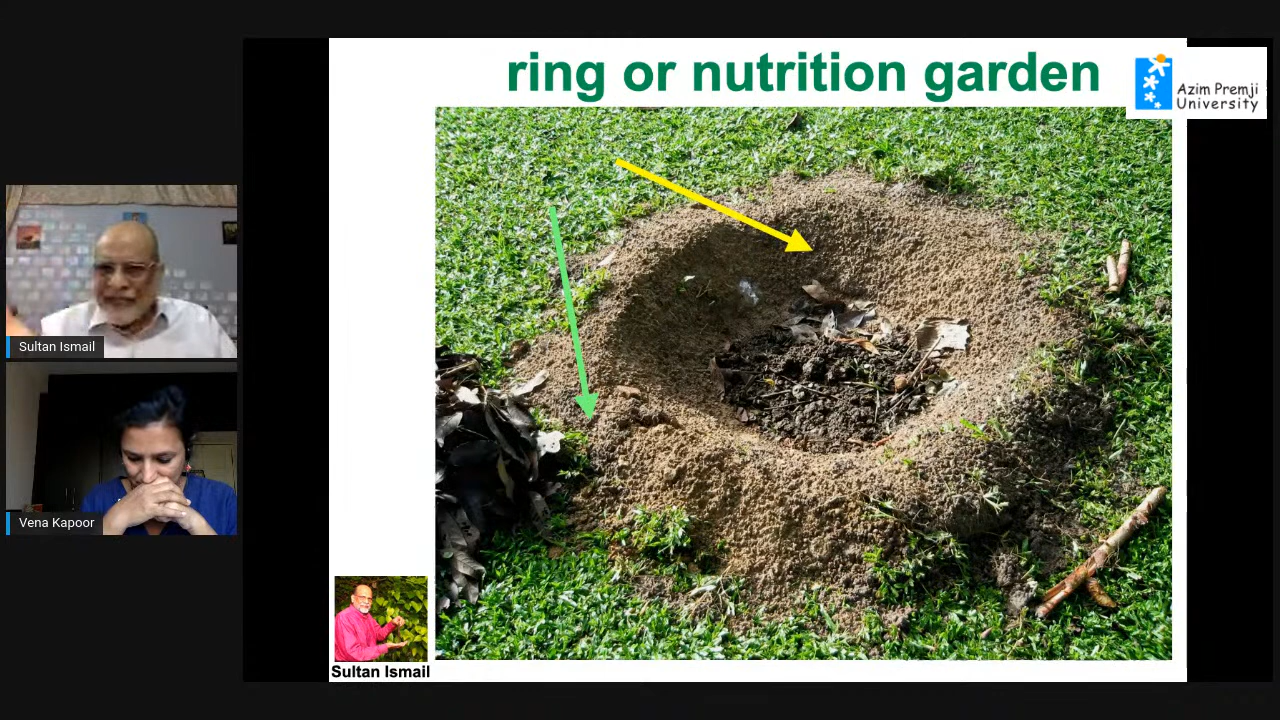 ring or nutrition garden
Azim Premji
University
Sultan Ismail
Vena Kapoor
Sultan Ismail